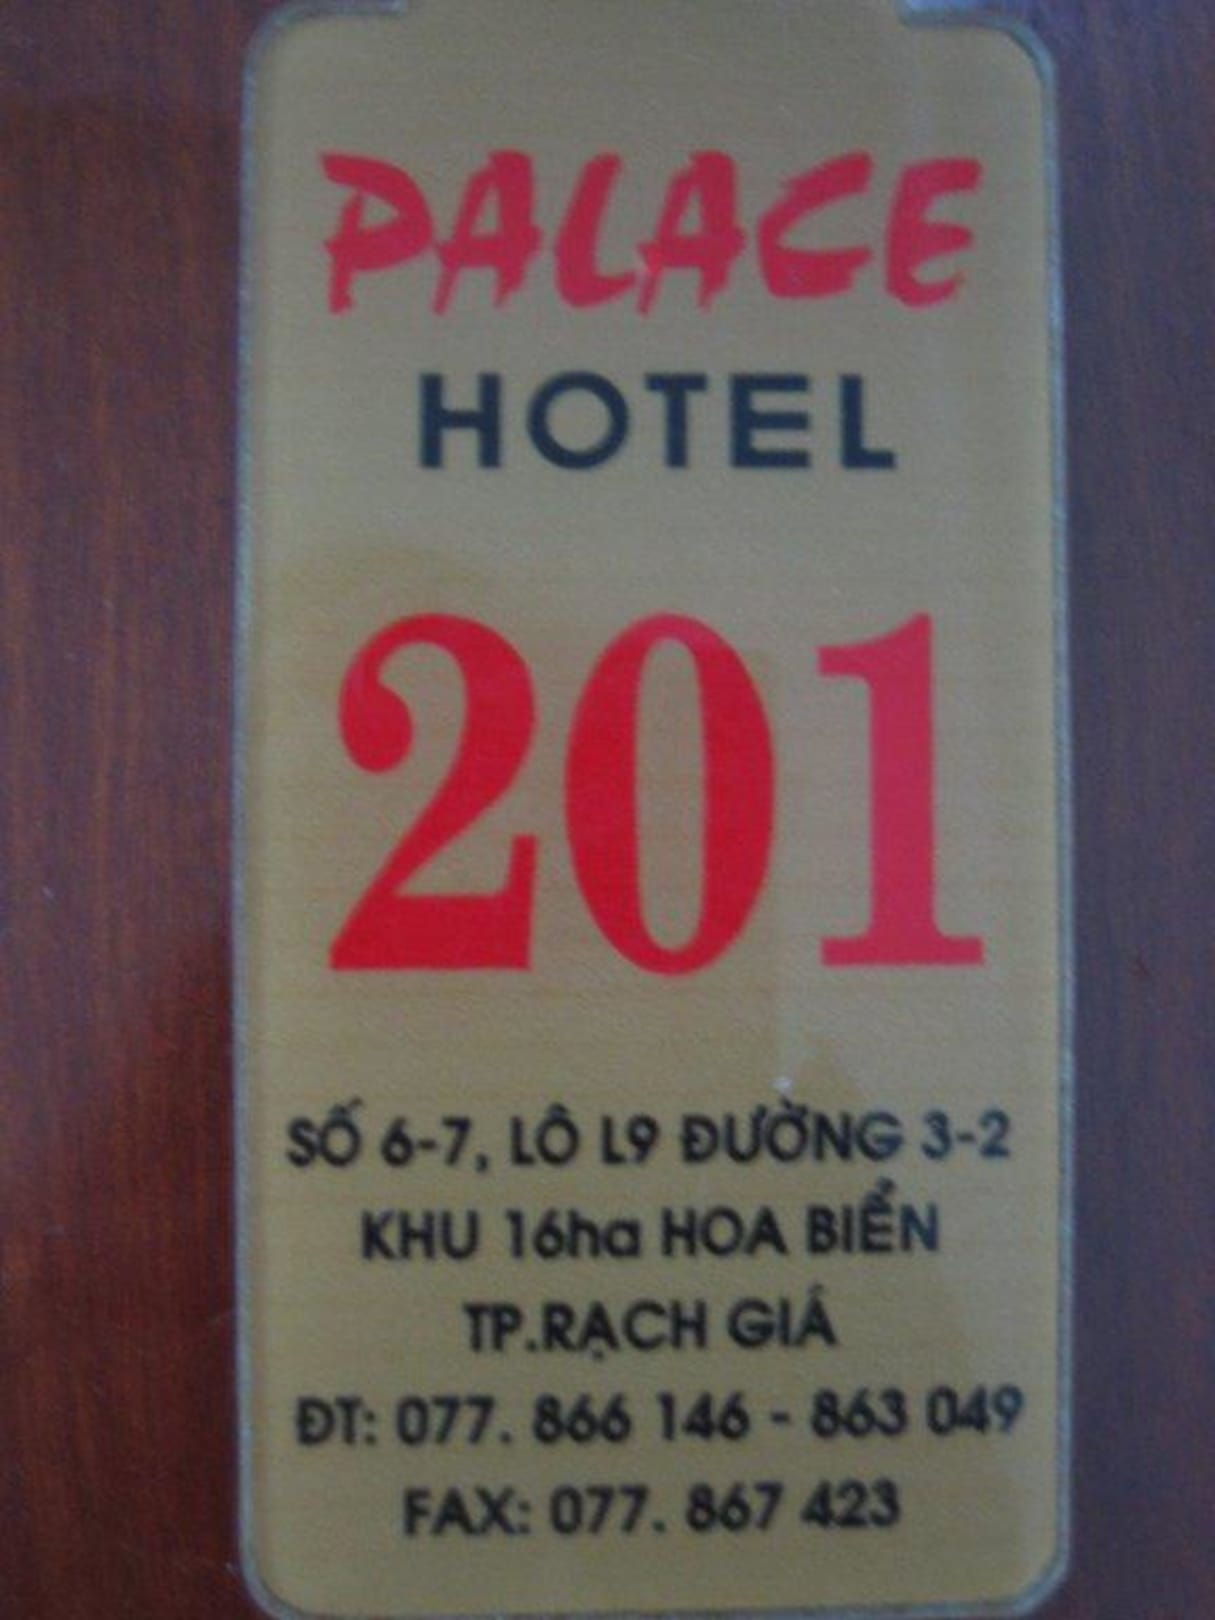 PALACE
HOTEL
201
SỐ 6-7, LÔ L9 ĐƯỜNG 3-2
KHU 16ha HOA BIỂN
TP.RẠCH GIÁ
ĐT: 077. 866 146 - 863 049
FAX: 077. 867 423